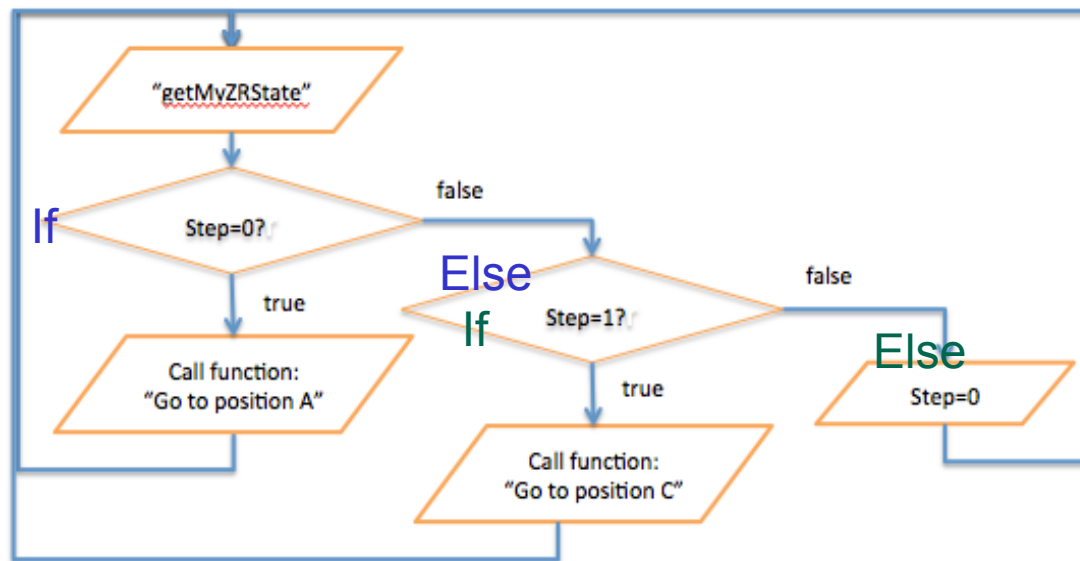 “getMyZRState”
If
Step=0?
false
true
Else
If
Step=1?
false
true
Else
Step=0
Call function:
“Go to position A”
Call function:
“Go to position C”